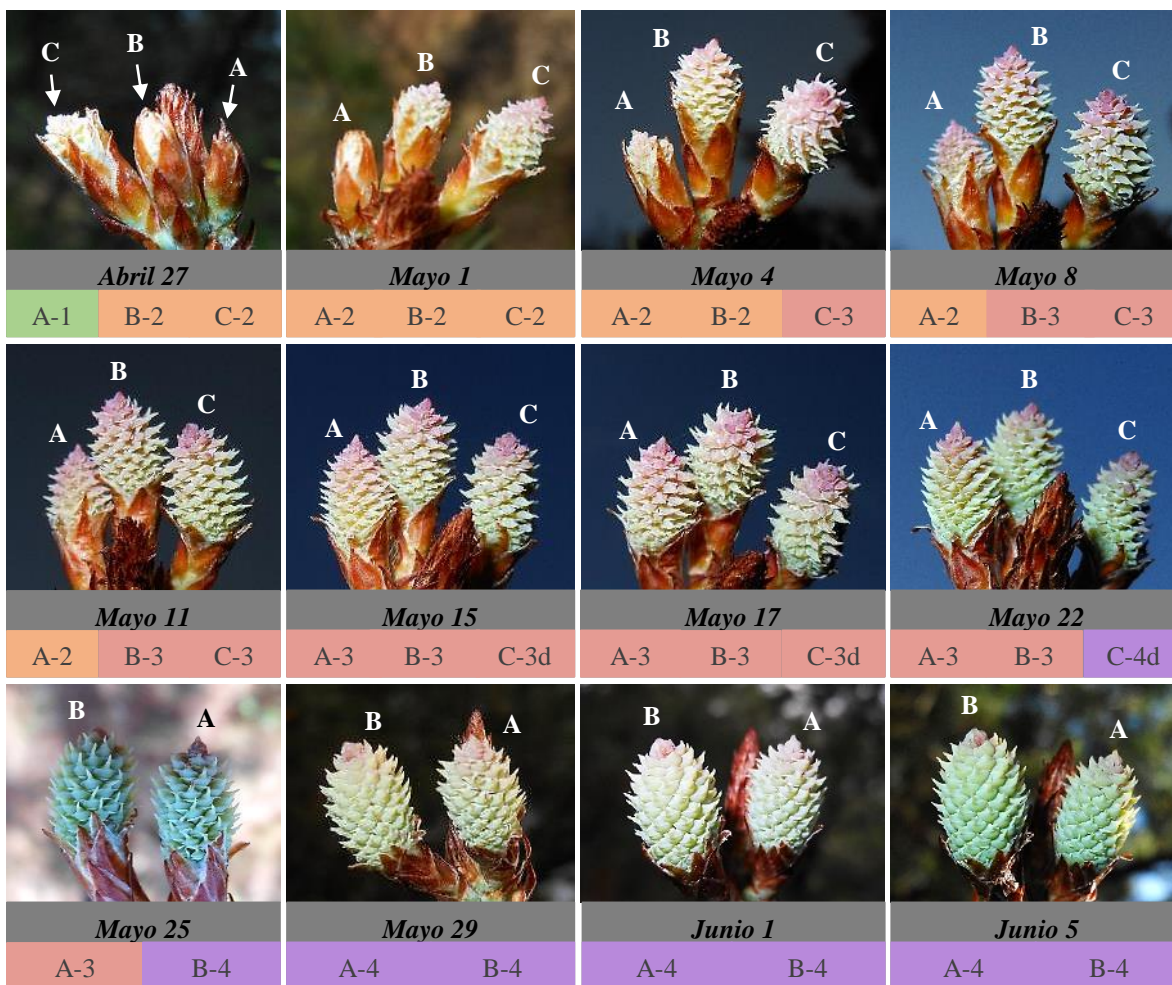 C B A
A B C
A B C
A B C
Abril 27
Mayo 1
Mayo 4
Mayo 8
A-1 B-2 C-2
A-2 B-2 C-2
A-2 B-2 C-3
A-2 B-3 C-3
A B C
A B C
A B C
A B C
Mayo 11
Mayo 15
Mayo 17
Mayo 22
A-2 B-3 C-3
A-3 B-3 C-3d
A-3 B-3 C-3d
A-3 B-3 C-4d
B A
B A
B A
B A
Mayo 25
Mayo 29
Junio 1
Junio 5
A-3 B-4
A-4 B-4
A-4 B-4
A-4 B-4